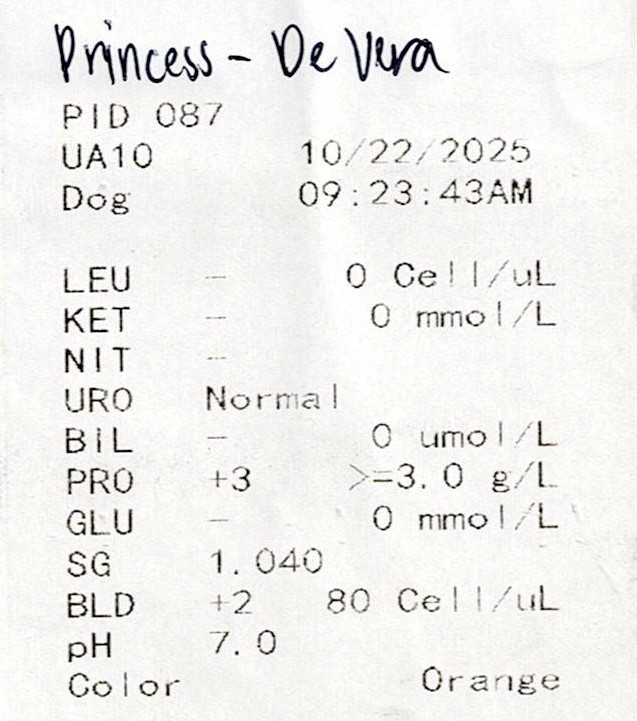 Princess - De Vera
PID 087
UA10 10/22/2025
Dog 09:23:43AM
LEU - 0 Cell/uL
KET - 0 mmol/L
NIT -
URO Normal
BiL - 0 umol/L
PRO +3 >=3.0 g/L
GLU - 0 mmol/L
SG 1.040
BLD +2 80 Cell/uL
pH 7.0
Color Orange